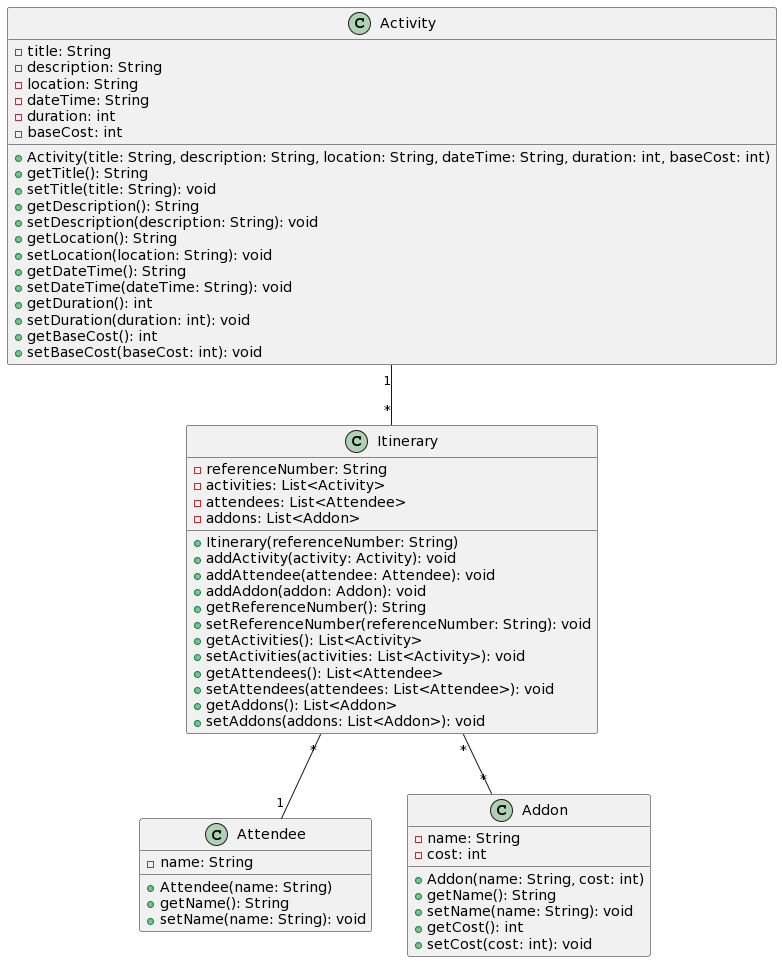 C Activity
title: String
description: String
location: String
dateTime: String
duration: int
baseCost: int
Activity(title: String, description: String, location: String, dateTime: String, duration: int, baseCost: int)
getTitle(): String
setTitle(title: String): void
getDescription(): String
setDescription(description: String): void
getLocation(): String
setLocation(location: String): void
getDateTime(): String
setDateTime(dateTime: String): void
getDuration(): int
setDuration(duration: int): void
getBaseCost(): int
setBaseCost(baseCost: int): void
1
*
C Itinerary
referenceNumber: String
activities: List<Activity>
attendees: List<Attendee>
addons: List<Addon>
Itinerary(referenceNumber: String)
addActivity(activity: Activity): void
addAttendee(attendee: Attendee): void
addAddon(addon: Addon): void
getReferenceNumber(): String
setReferenceNumber(referenceNumber: String): void
getActivities(): List<Activity>
setActivities(activities: List<Activity>): void
getAttendees(): List<Attendee>
setAttendees(attendees: List<Attendee>): void
getAddons(): List<Addon>
setAddons(addons: List<Addon>): void
*
1
*
*
C Attendee
name: String
Attendee(name: String)
getName(): String
setName(name: String): void
C Addon
name: String
cost: int
Addon(name: String, cost: int)
getName(): String
setName(name: String): void
getCost(): int
setCost(cost: int): void